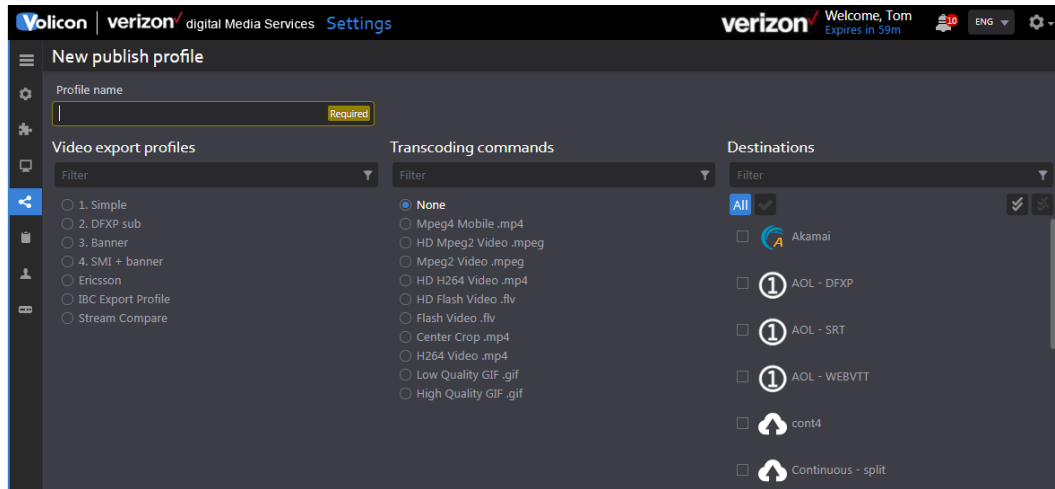 Volicon | verizon✓ digital Media Services Settings
verizon✓ Welcome, Tom
Expires in 59m
10
ENG
New publish profile
Profile name
Required
Video export profiles
Filter
1. Simple
2. DFXP sub
3. Banner
4. SMI + banner
Ericsson
IBC Export Profile
Stream Compare
Transcoding commands
Filter
None
Mpeg4 Mobile .mp4
HD Mpeg2 Video .mpeg
Mpeg2 Video .mpeg
HD H264 Video .mp4
HD Flash Video .flv
Flash Video .flv
Center Crop .mp4
H264 Video .mp4
Low Quality GIF .gif
High Quality GIF .gif
Destinations
Filter
All
Akamai
1 AOL - DFXP
1 AOL - SRT
1 AOL - WEBVTT
cont4
Continuous - split